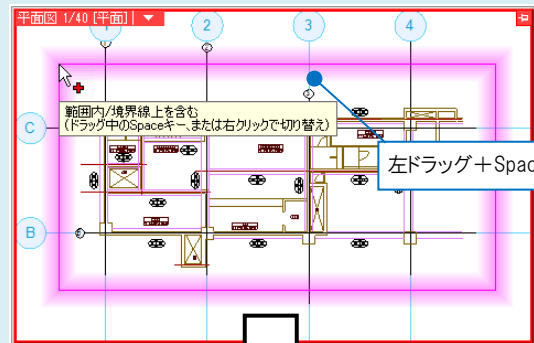 平面図 1/40 [平面]
1 2 3 4
範囲内/境界線上を含む
(ドラッグ中のSpaceキー、または右クリックで切り替え)
C
左ドラッグ＋Spac
B